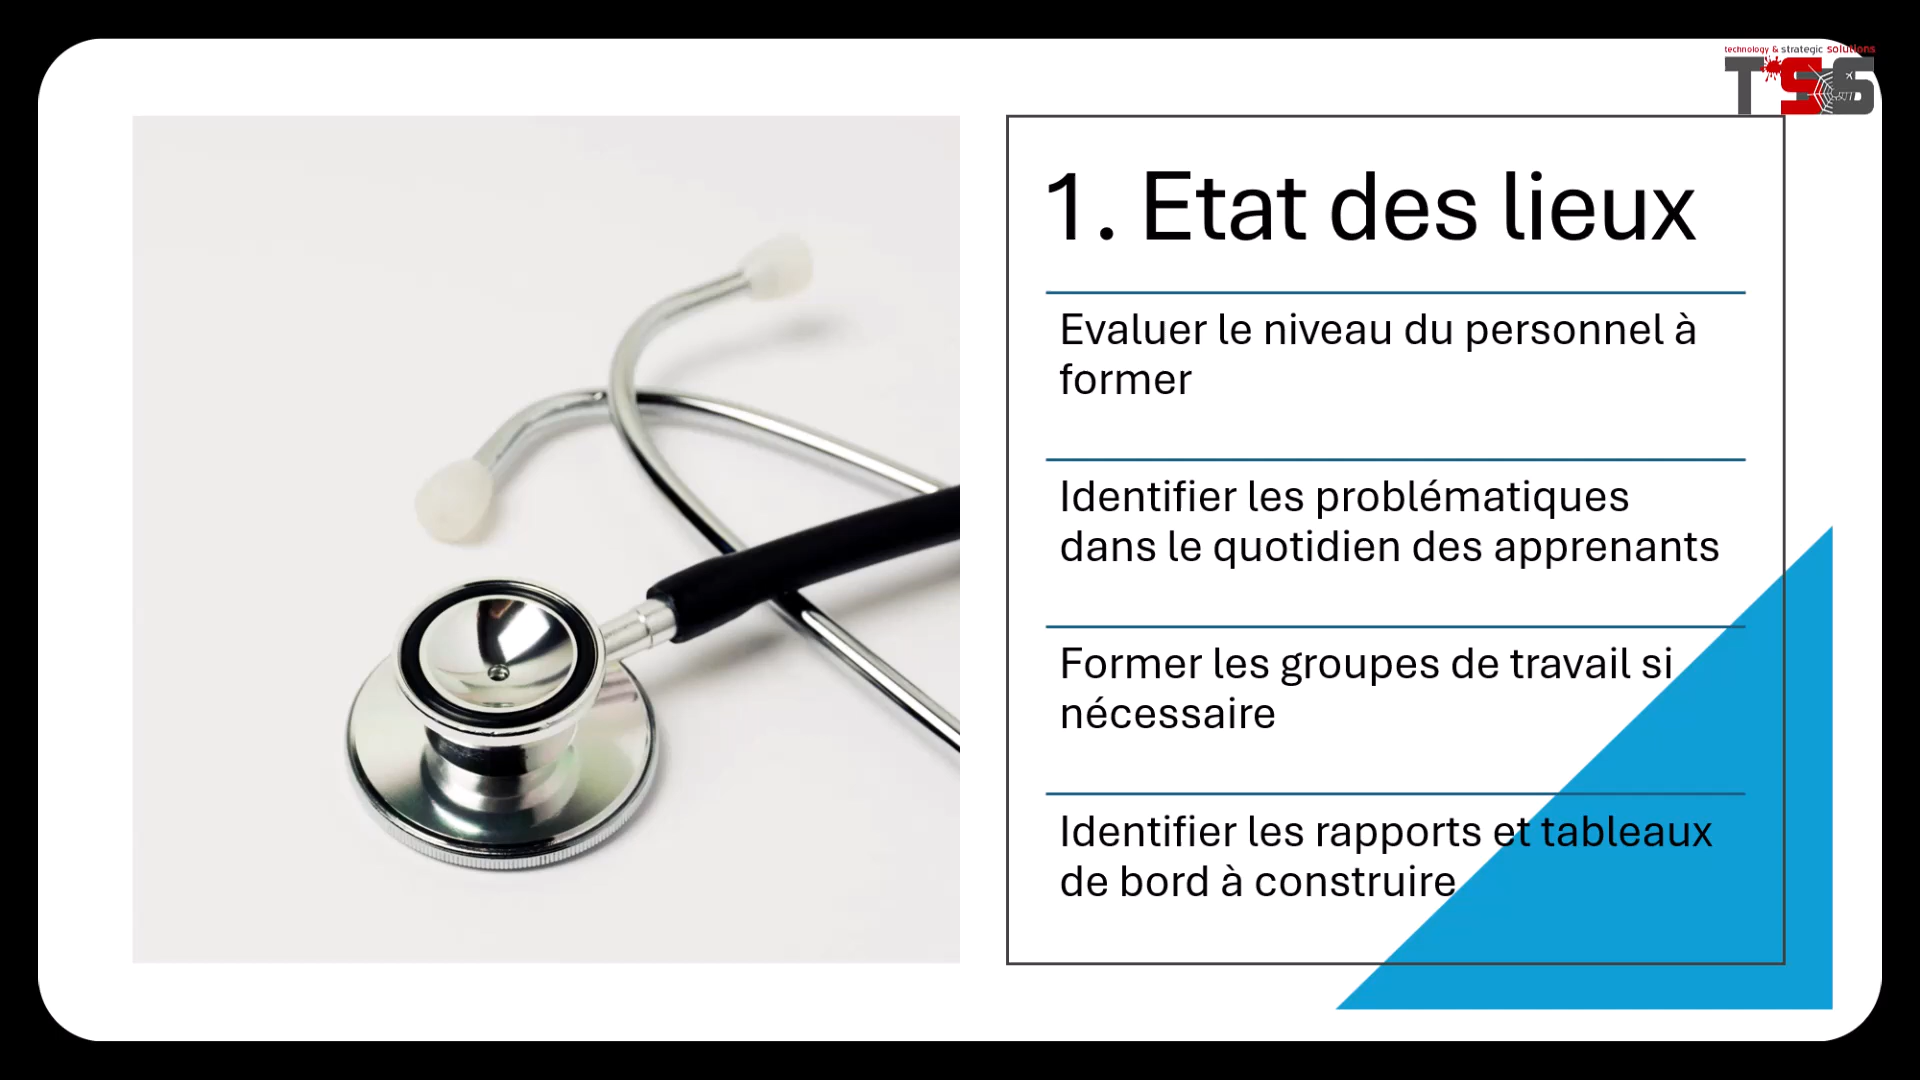 technology & strategic solutions
TSS
1. Etat des lieux
Evaluer le niveau du personnel à
former
Identifier les problématiques
dans le quotidien des apprenants
Former les groupes de travail si
nécessaire
Identifier les rapports et tableaux
de bord à construire